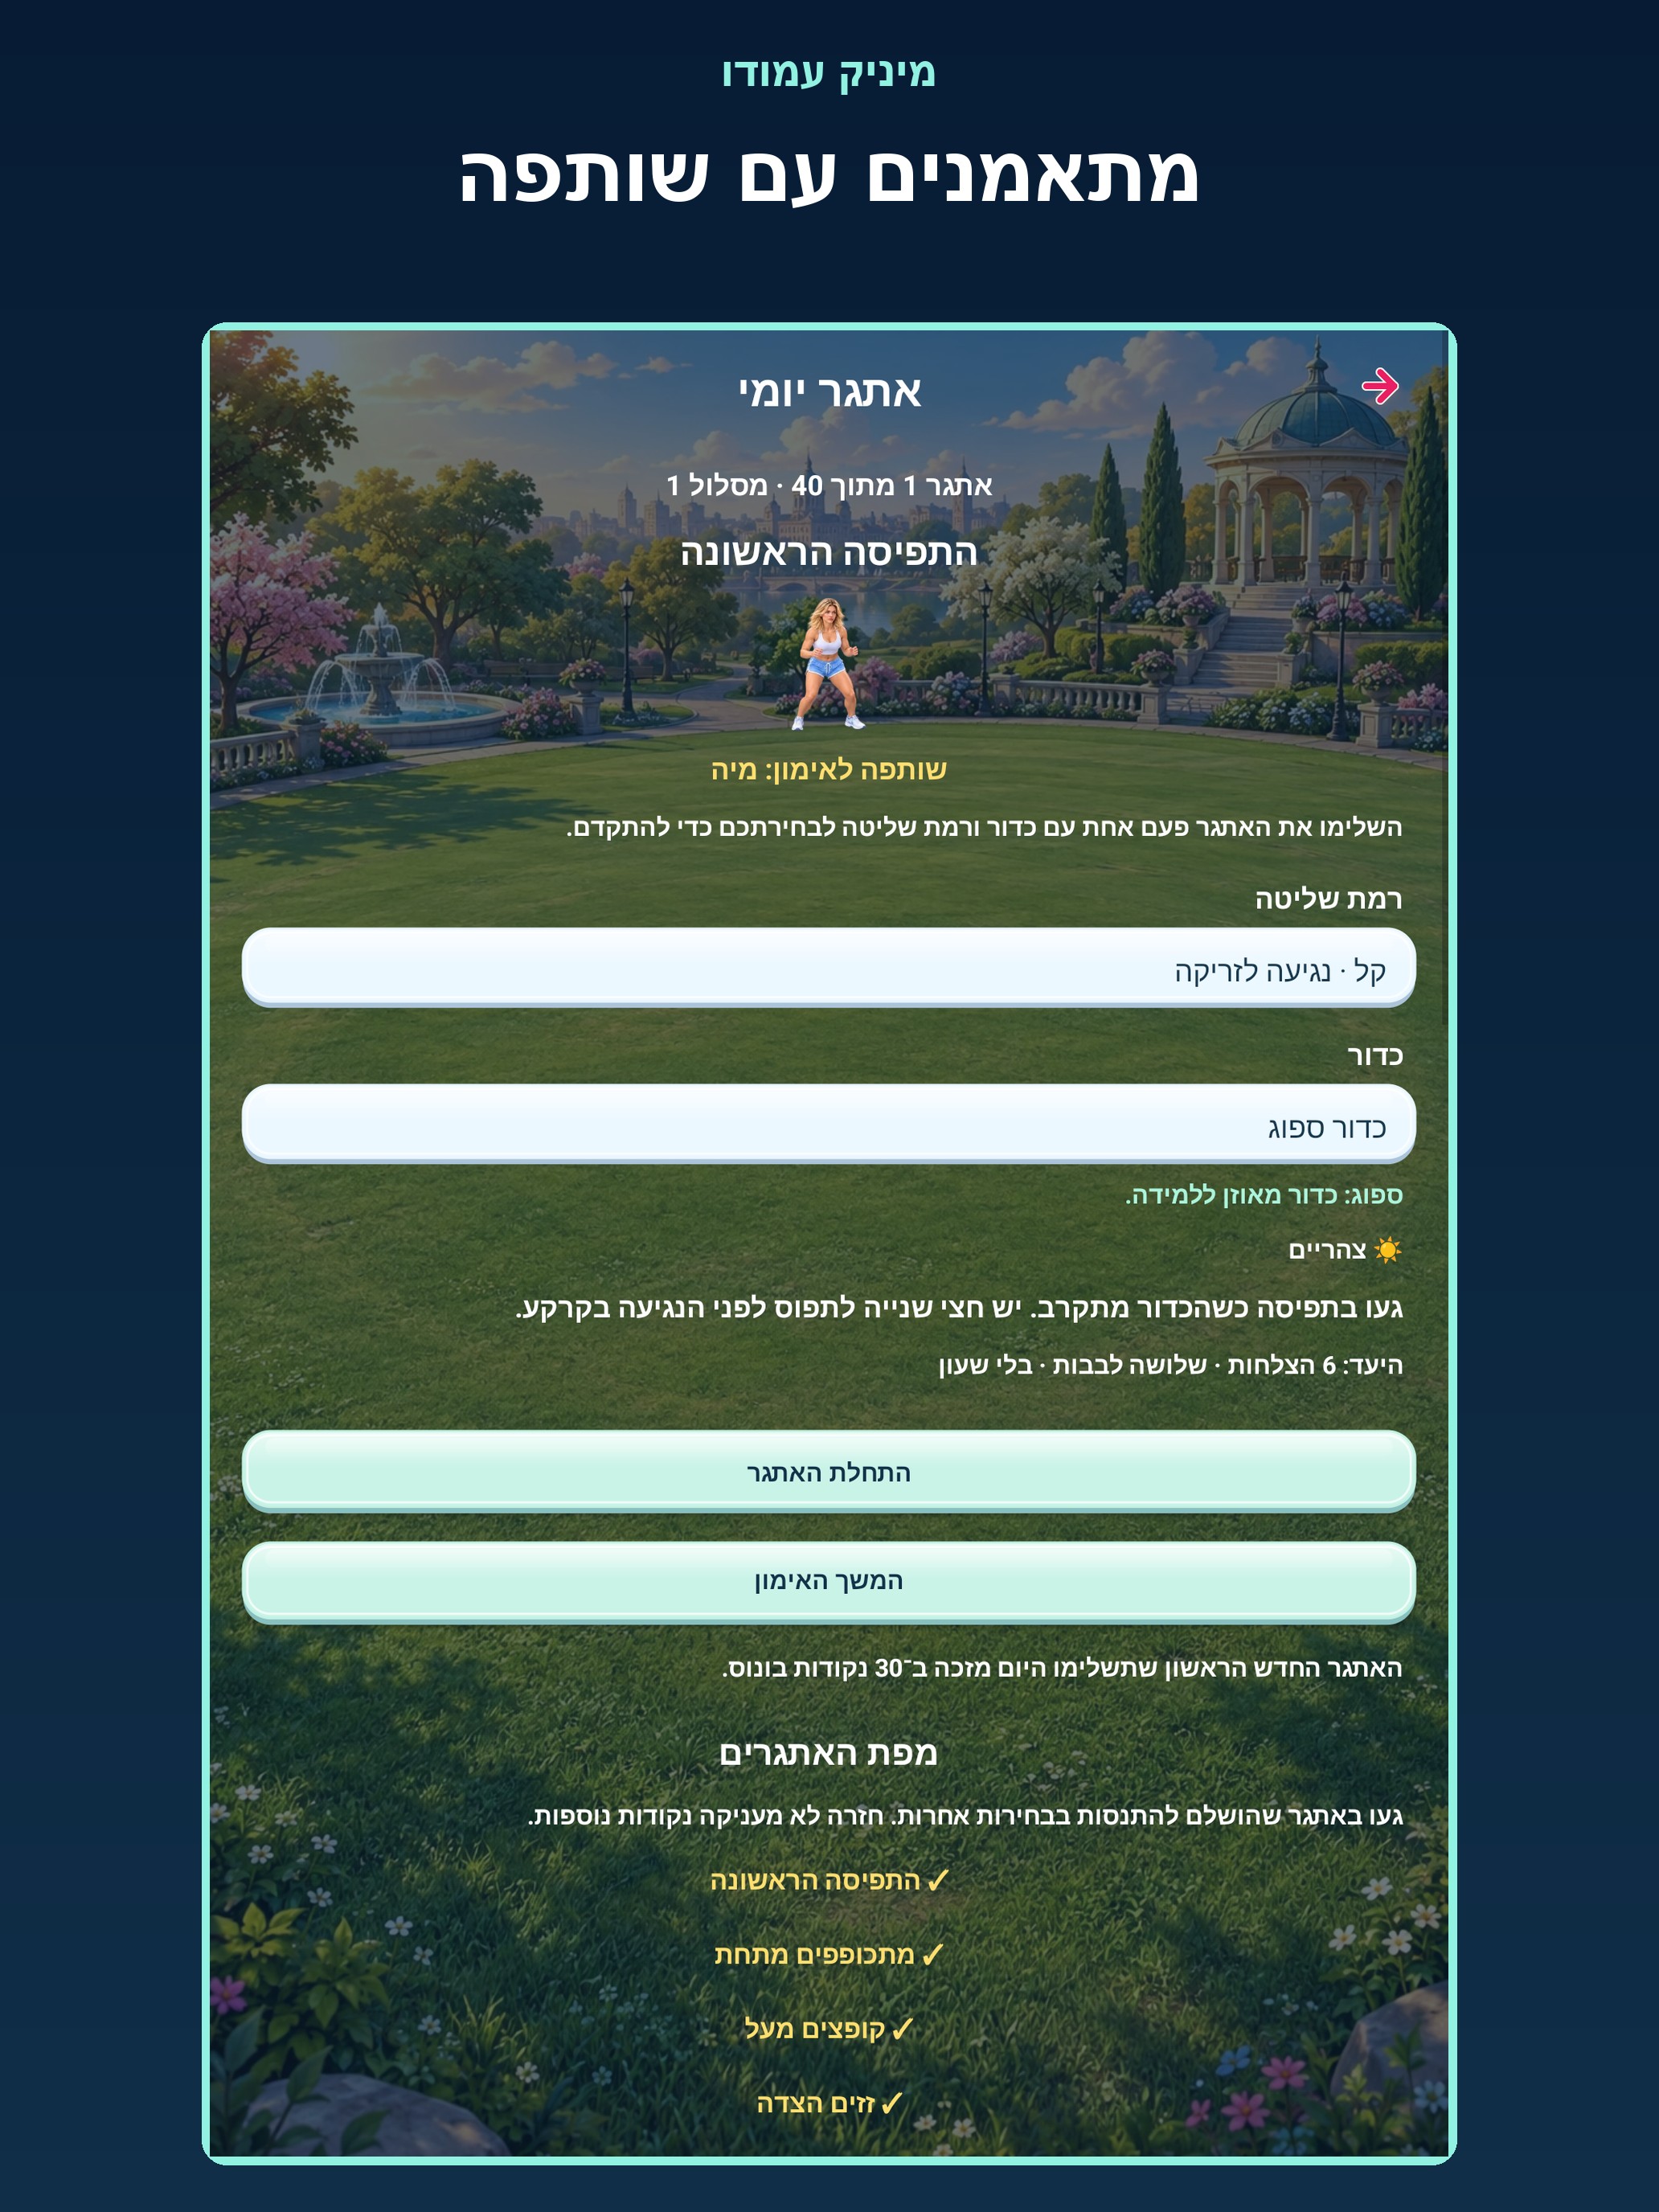 מיניק עמודו
מתאמנים עם שותפה
אתגר יומי
אתגר 1 מתוך 40 · מסלול 1
התפיסה הראשונה
שותפה לאימון: מיה
השלימו את האתגר פעם אחת עם כדור ורמת שליטה לבחירתכם כדי להתקדם.
רמת שליטה
קל · נגיעה לזריקה
כדור
כדור ספוג
ספוג: כדור מאוזן ללמידה.
☀️ צהריים
געו בתפיסה כשהכדור מתקרב. יש חצי שנייה לתפוס לפני הנגיעה בקרקע.
היעד: 6 הצלחות · שלושה לבבות · בלי שעון
התחלת האתגר
המשך האימון
האתגר החדש הראשון שתשלימו היום מזכה ב־30 נקודות בונוס.
מפת האתגרים
געו באתגר שהושלם להתנסות בבחירות אחרות. חזרה לא מעניקה נקודות נוספות.
✓ התפיסה הראשונה
✓ מתכופפים מתחת
✓ קופצים מעל
✓ זזים הצדה